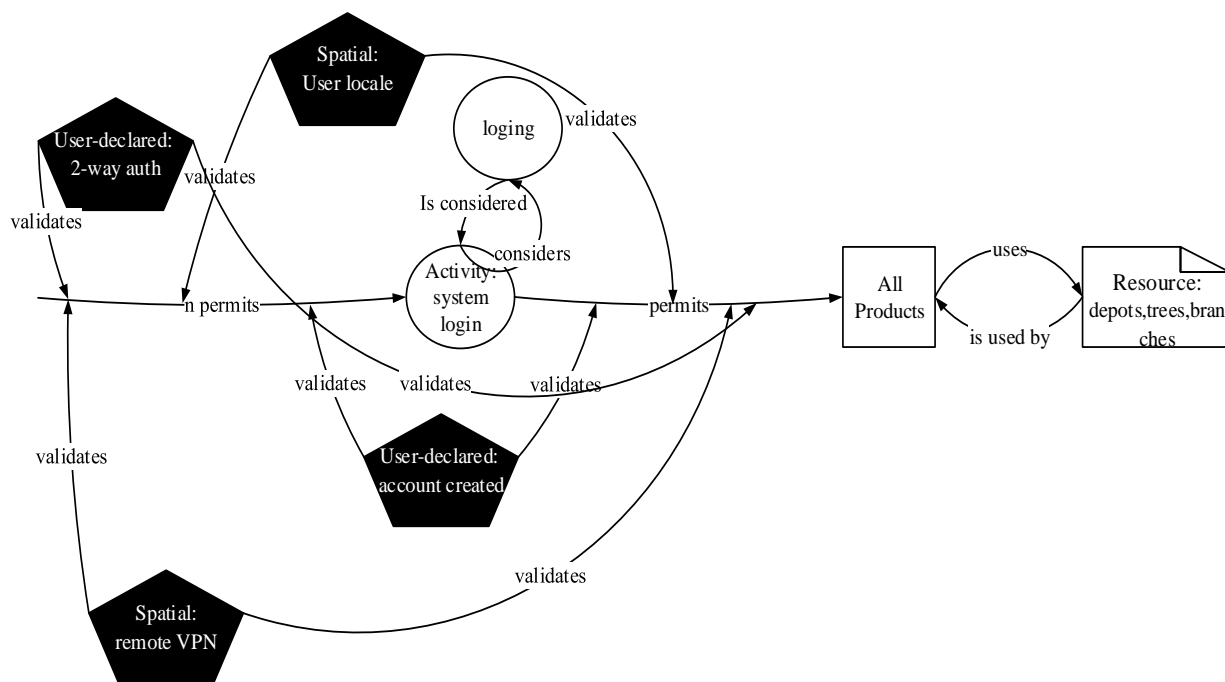 Spatial:
User locale
User-declared:
2-way auth
loging
validates
validates
validates
Is considered
considers
Activity:
system
login
n permits
permits
All
Products
uses
is used by
Resource:
depots,trees,bran
ches
validates
validates
validates
validates
User-declared:
account created
validates
Spatial:
remote VPN